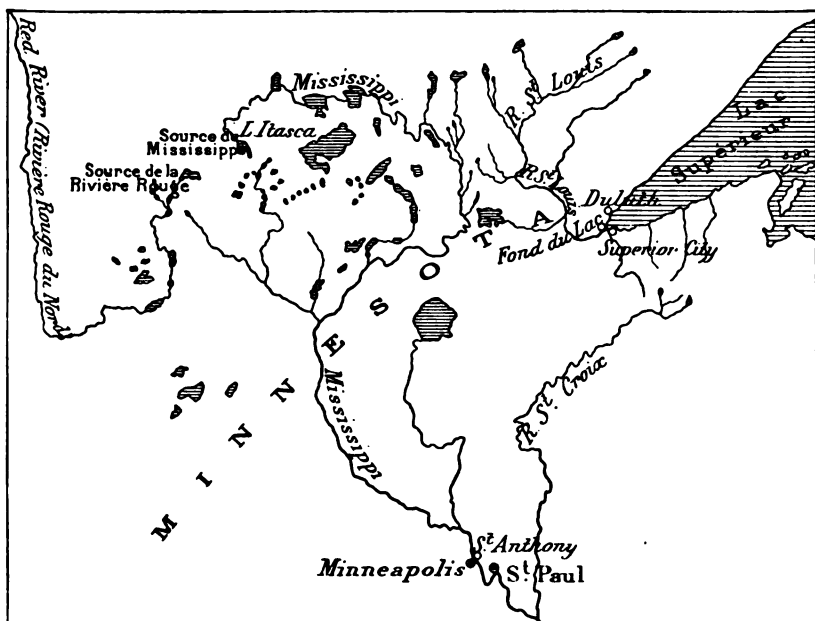 Red River (Rivière Rouge du Nord)
Mississippi
R. St. Louis
Lac
Supérieur
L. Itasca
Source du
Mississippi
Source de la
Rivière Rouge
R. St. Louis
Duluth
Fond du Lac
Superior City
MINNESOTA
Mississippi
R. St. Croix
St. Anthony
Minneapolis
St. Paul